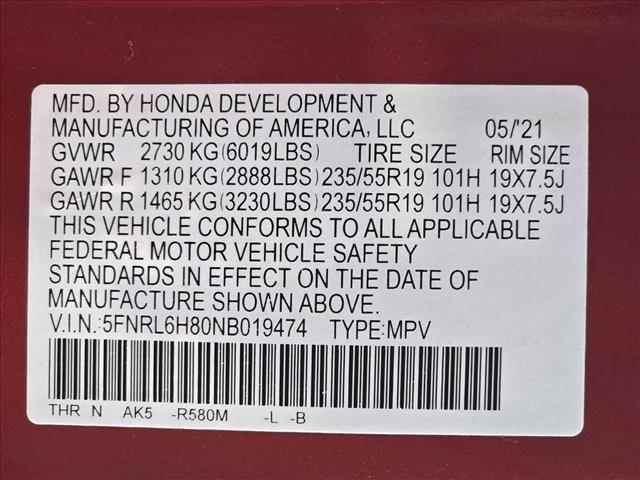 MFD. BY HONDA DEVELOPMENT &
MANUFACTURING OF AMERICA, LLC 05/'21
GVWR 2730 KG(6019LBS) TIRE SIZE RIM SIZE
GAWR F 1310 KG(2888LBS)235/55R19 101H 19X7.5J
GAWR R 1465 KG(3230LBS)235/55R19 101H 19X7.5J
THIS VEHICLE CONFORMS TO ALL APPLICABLE
FEDERAL MOTOR VEHICLE SAFETY
STANDARDS IN EFFECT ON THE DATE OF
MANUFACTURE SHOWN ABOVE.
V.I.N.:5FNRL6H80NB019474 TYPE:MPV
THR N AK5 -R580M -L -B